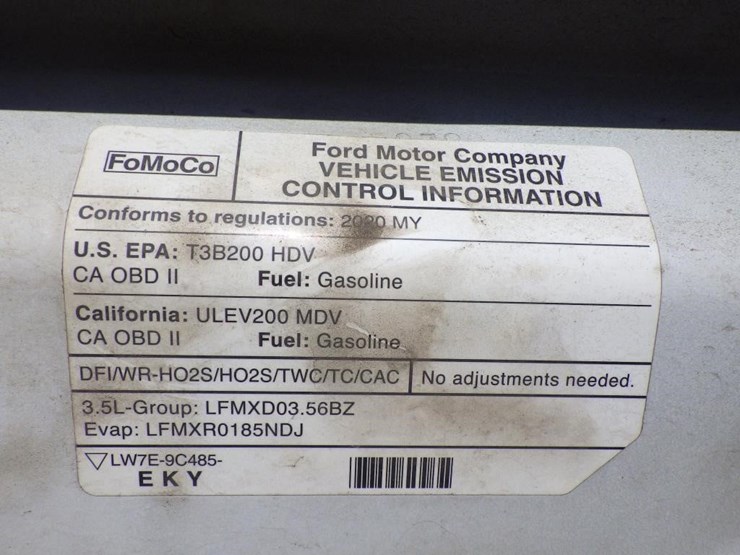 FoMoCo
Ford Motor Company
VEHICLE EMISSION
CONTROL INFORMATION
Conforms to regulations: 2020 MY
U.S. EPA: T3B200 HDV
CA OBD II Fuel: Gasoline
California: ULEV200 MDV
CA OBD II Fuel: Gasoline
DFI/WR-HO2S/HO2S/TWC/TC/CAC No adjustments needed.
3.5L-Group: LFMXD03.56BZ
Evap: LFMXR0185NDJ
LW7E-9C485-
EKY